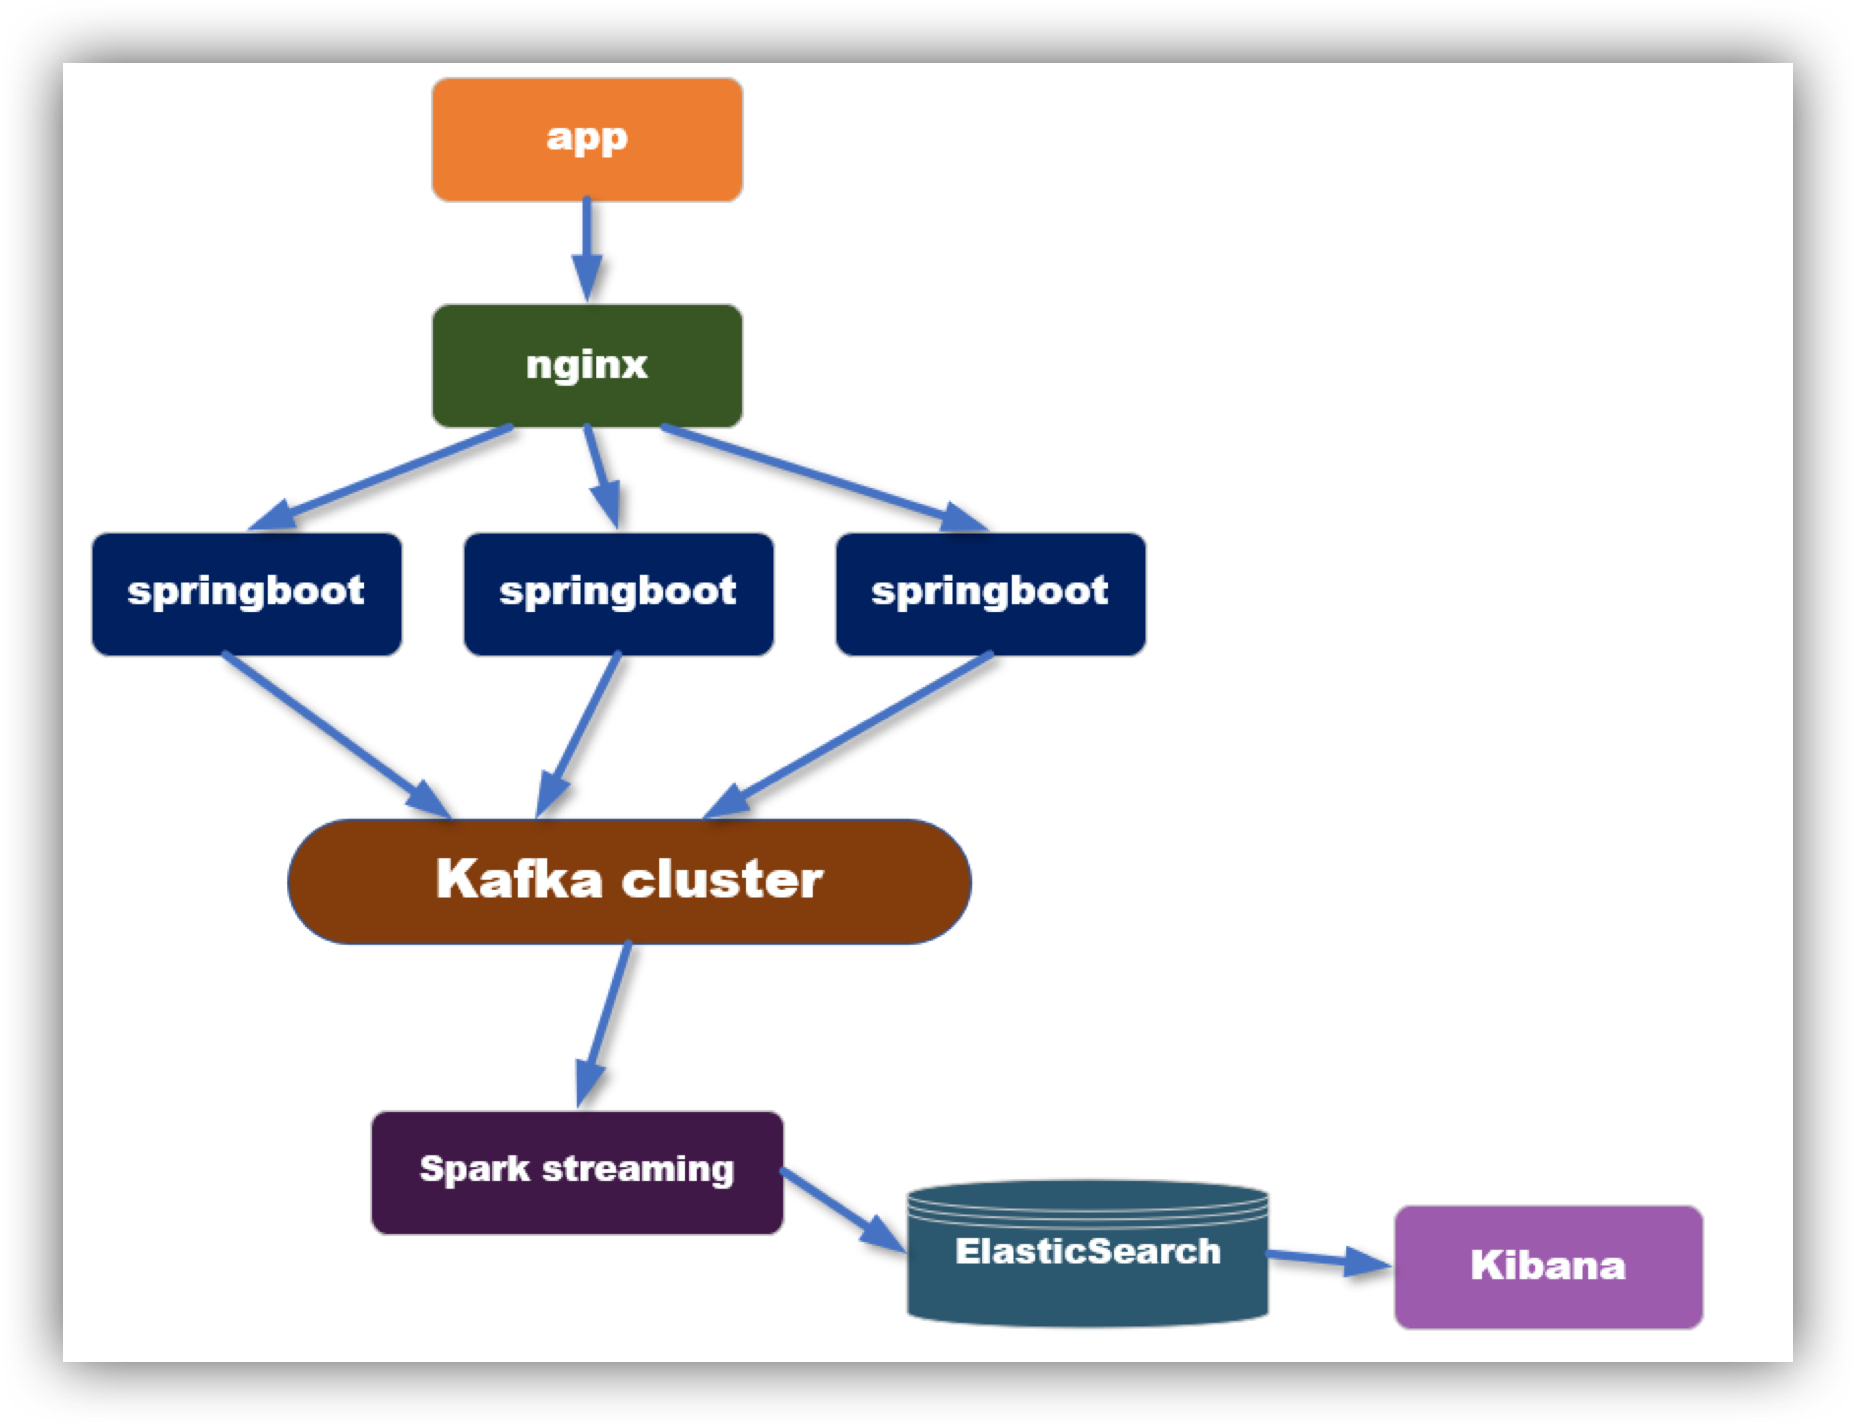 app
nginx
springboot
springboot
springboot
Kafka cluster
Spark streaming
ElasticSearch
Kibana